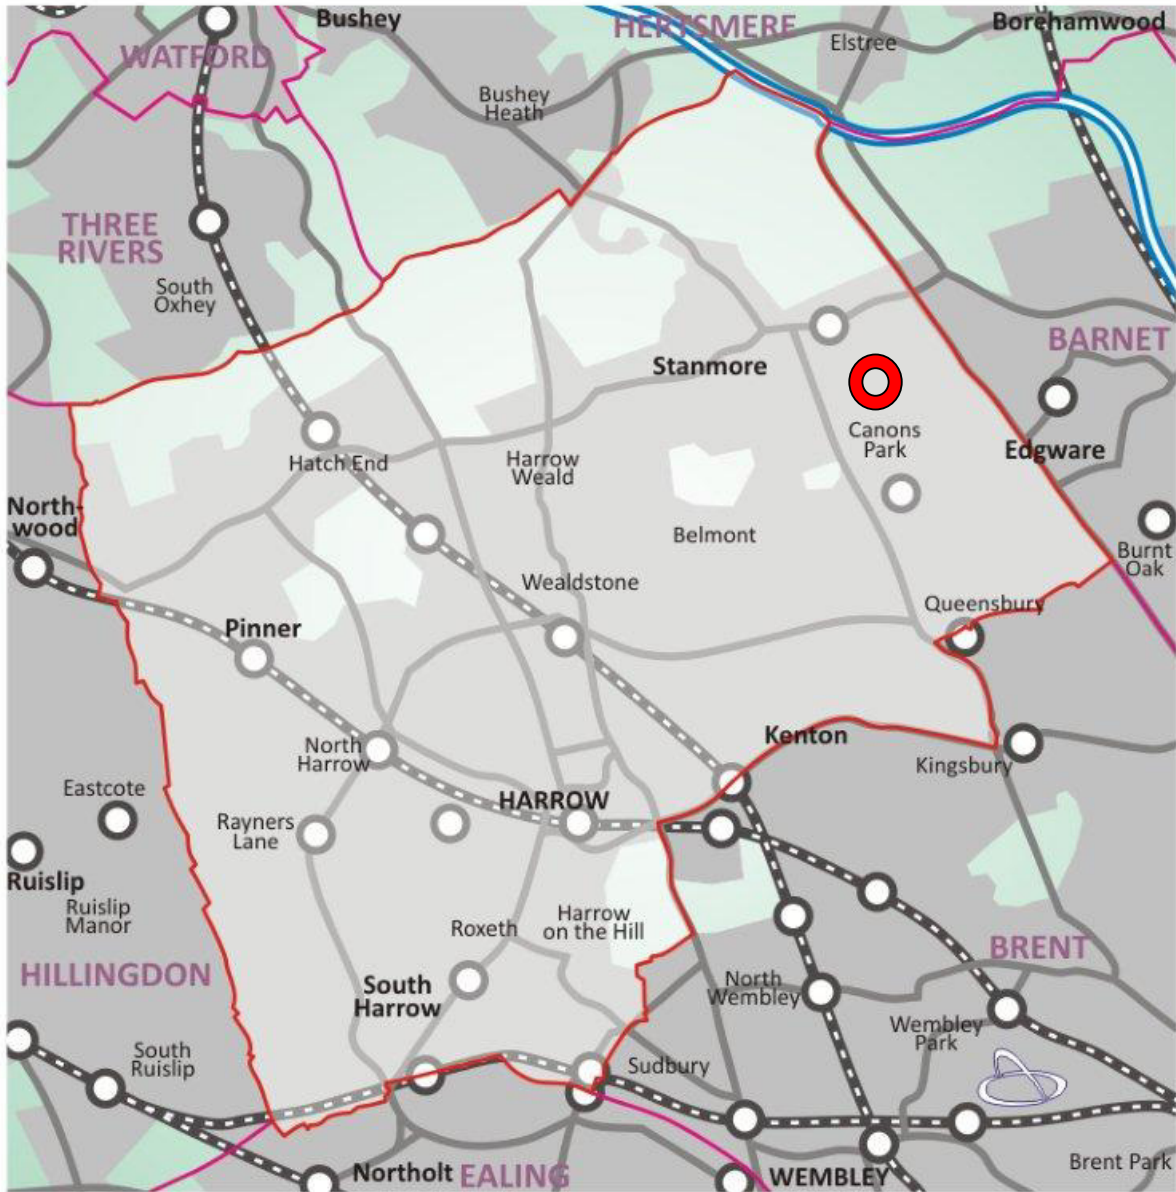 Bushey
HERTSMERE
Borehamwood
WATFORD
Elstree
Bushey
Heath
THREE
RIVERS
South
Oxhey
BARNET
Stanmore
Canons
Park
Edgware
Hatch End
Harrow
Weald
North-
wood
Belmont
Burnt
Oak
Wealdstone
Queensbury
Pinner
North
Harrow
Kenton
Kingsbury
Eastcote
HARROW
Rayners
Lane
Ruislip
Ruislip
Manor
Roxeth
Harrow
on the Hill
HILLINGDON
BRENT
South
Harrow
North
Wembley
Wembley
Park
South
Ruislip
Sudbury
Northolt
EALING
WEMBLEY
Brent Park